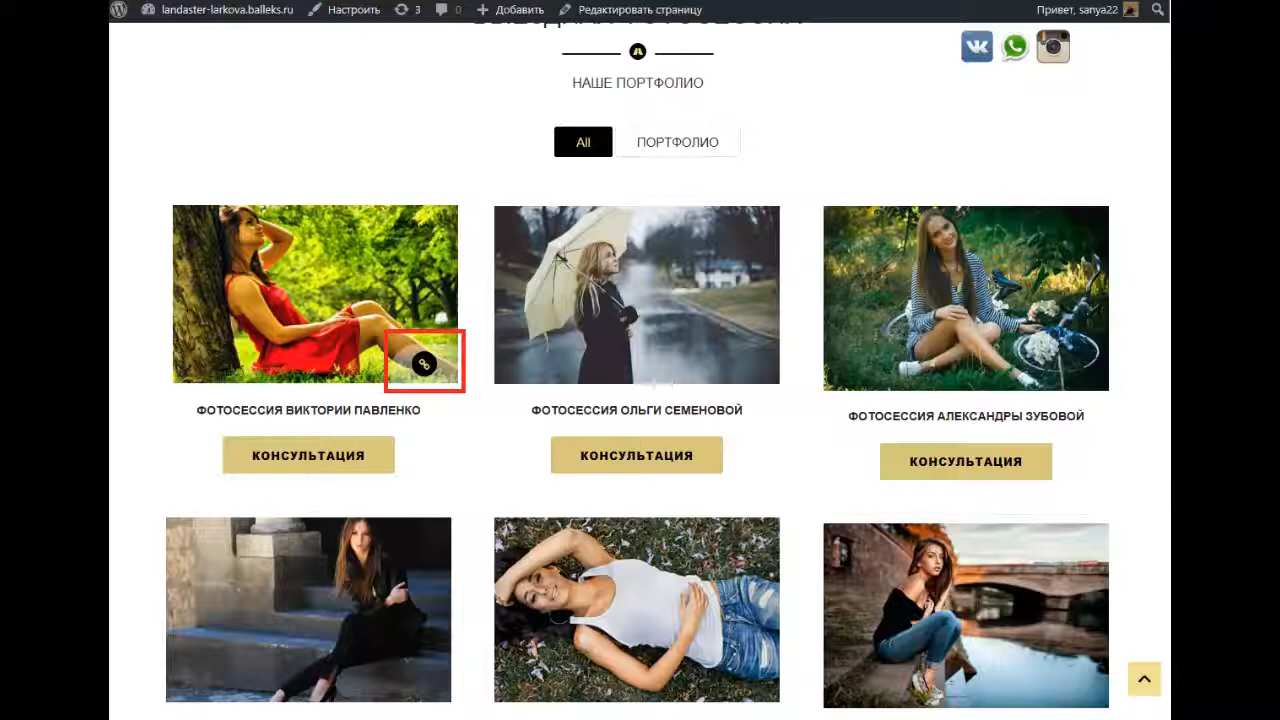 landaster-larkova.balleks.ru Настроить 3 0 Добавить Редактировать страницу Привет, sanya22
НАШЕ ПОРТФОЛИО
All ПОРТФОЛИО
ФОТОСЕССИЯ ВИКТОРИИ ПАВЛЕНКО
ФОТОСЕССИЯ ОЛЬГИ СЕМЕНОВОЙ
ФОТОСЕССИЯ АЛЕКСАНДРЫ ЗУБОВОЙ
КОНСУЛЬТАЦИЯ
КОНСУЛЬТАЦИЯ
КОНСУЛЬТАЦИЯ